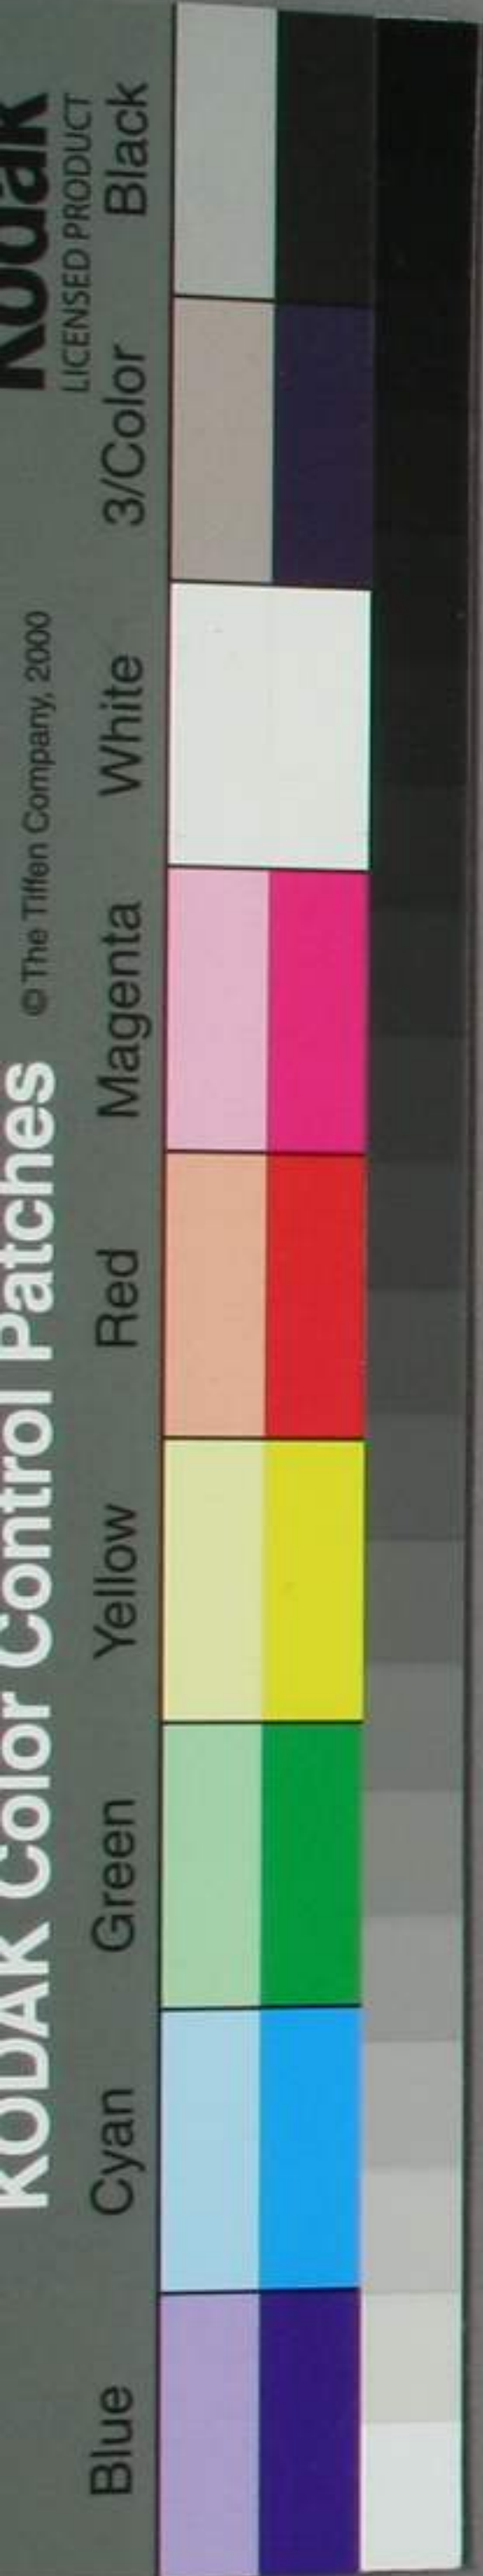 KODAK Color Control Patches
© The Tiffen Company, 2000
Kodak
LICENSED PRODUCT
Blue
Cyan
Green
Yellow
Red
Magenta
White
3/Color
Black